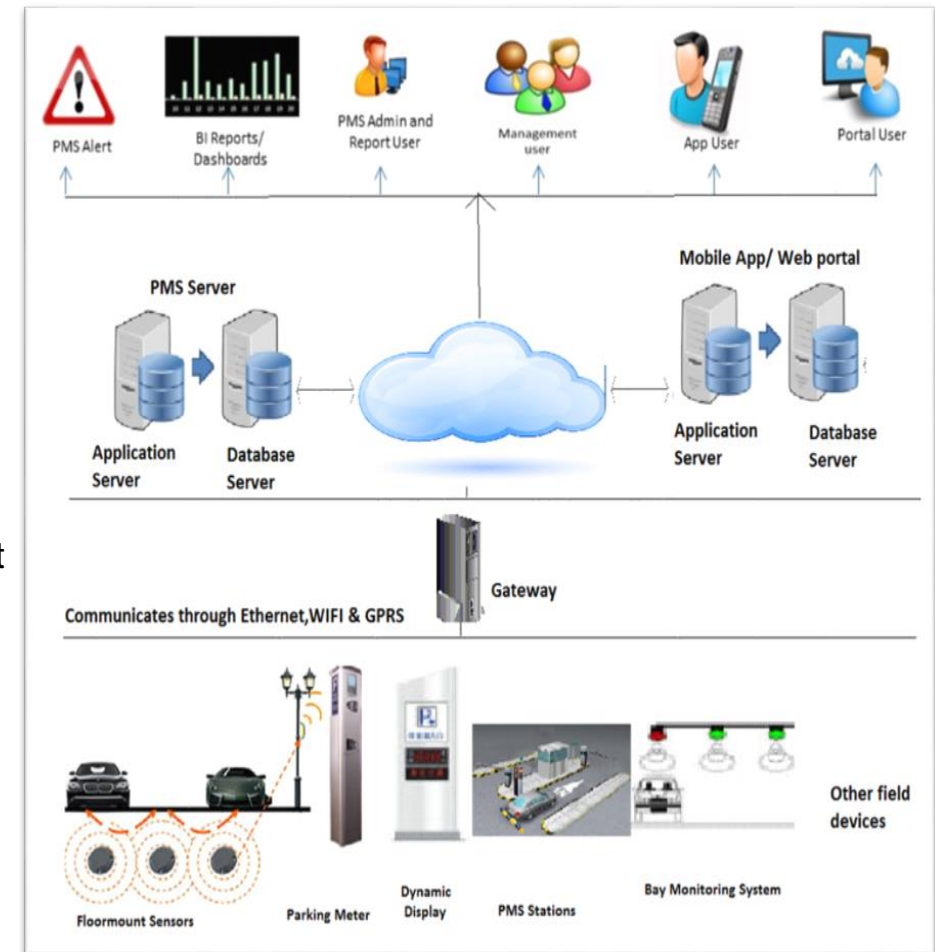 PMS Alert
BI Reports/
Dashboards
PMS Admin and
Report User
Management
user
App User
Portal User
PMS Server
Mobile App/ Web portal
Application
Server
Database
Server
Application
Server
Database
Server
t
Gateway
Communicates through Ethernet,WIFI & GPRS
Other field
devices
Floormount Sensors
Parking Meter
Dynamic
Display
PMS Stations
Bay Monitoring System